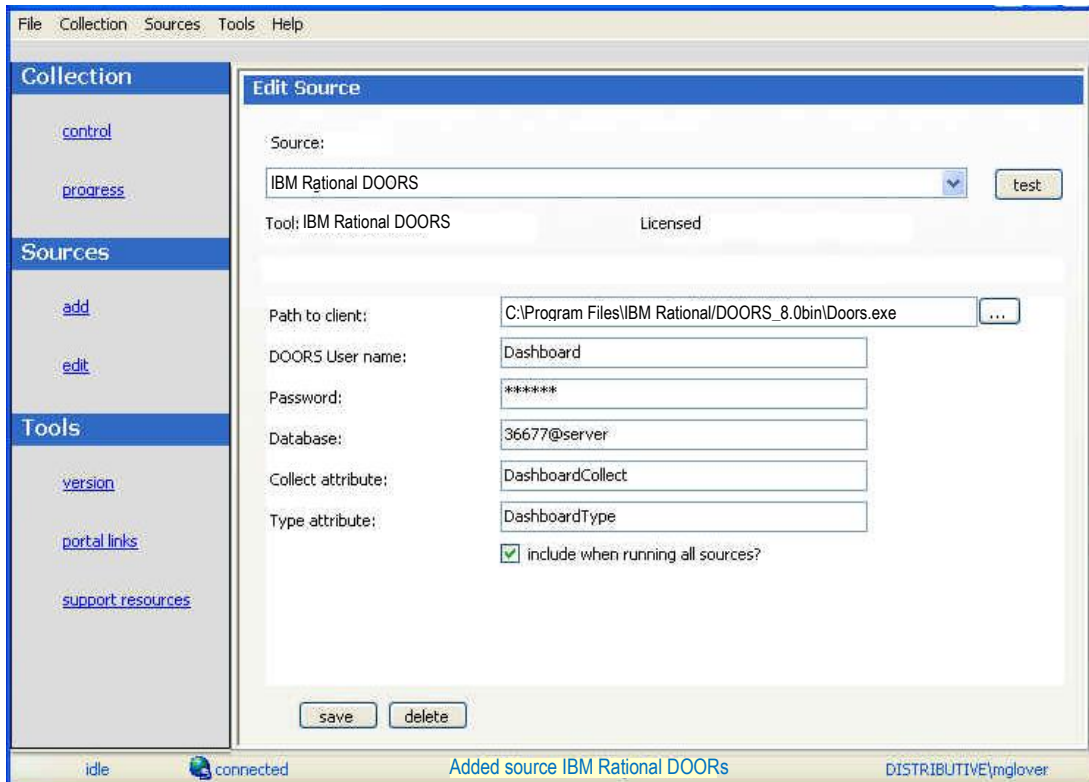 File Collection Sources Tools Help
Collection
control
progress
Sources
add
edit
Tools
version
portal links
support resources
Edit Source
Source:
IBM Rational DOORS
test
Tool: IBM Rational DOORS Licensed
Path to client: C:\Program Files\IBM Rational/DOORS_8.0bin\Doors.exe ...
DOORS User name: Dashboard
Password: ******
Database: 36677@server
Collect attribute: DashboardCollect
Type attribute: DashboardType
include when running all sources?
save delete
idle connected Added source IBM Rational DOORs DISTRIBUTIVE\mglover